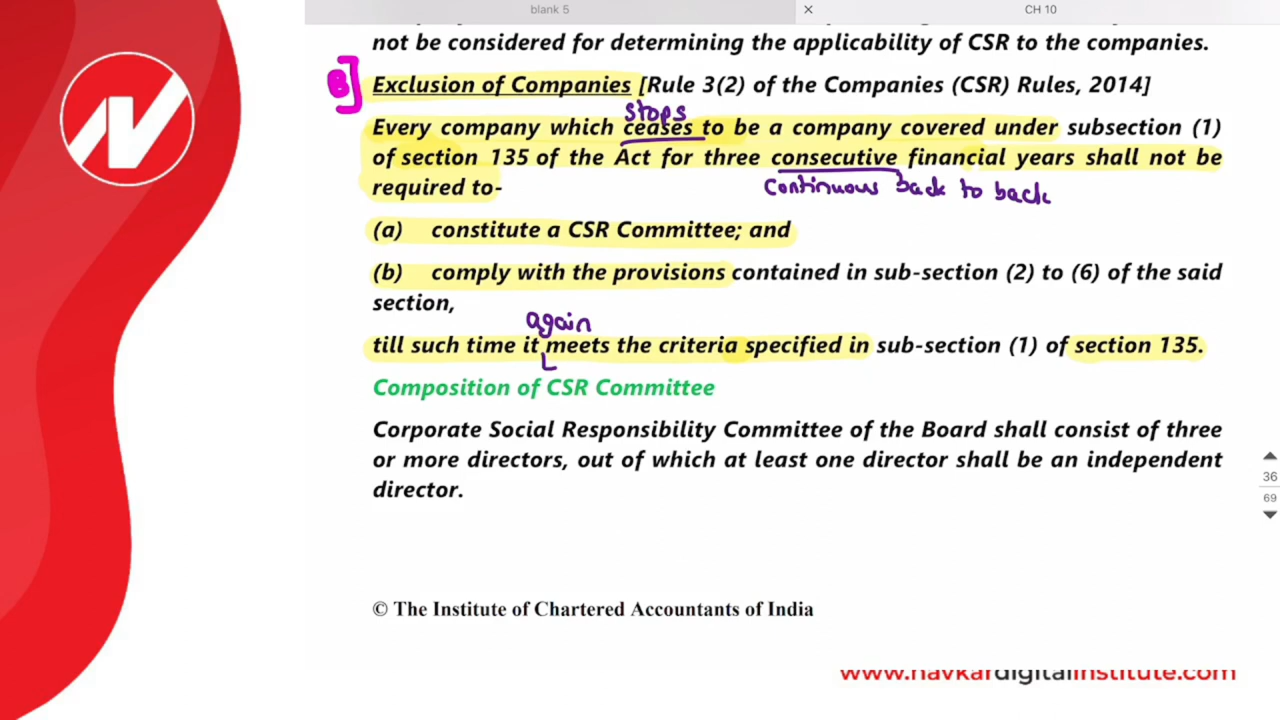 blank 5
× CH 10
not be considered for determining the applicability of CSR to the companies.
B] Exclusion of Companies [Rule 3(2) of the Companies (CSR) Rules, 2014]
stops
Every company which ceases to be a company covered under subsection (1)
of section 135 of the Act for three consecutive financial years shall not be
required to-
continuous back to back
(a) constitute a CSR Committee; and
(b) comply with the provisions contained in sub-section (2) to (6) of the said
section,
again
till such time it meets the criteria specified in sub-section (1) of section 135.
Composition of CSR Committee
Corporate Social Responsibility Committee of the Board shall consist of three
or more directors, out of which at least one director shall be an independent
director.
36
69
© The Institute of Chartered Accountants of India
www.navkardigitalinstitute.com